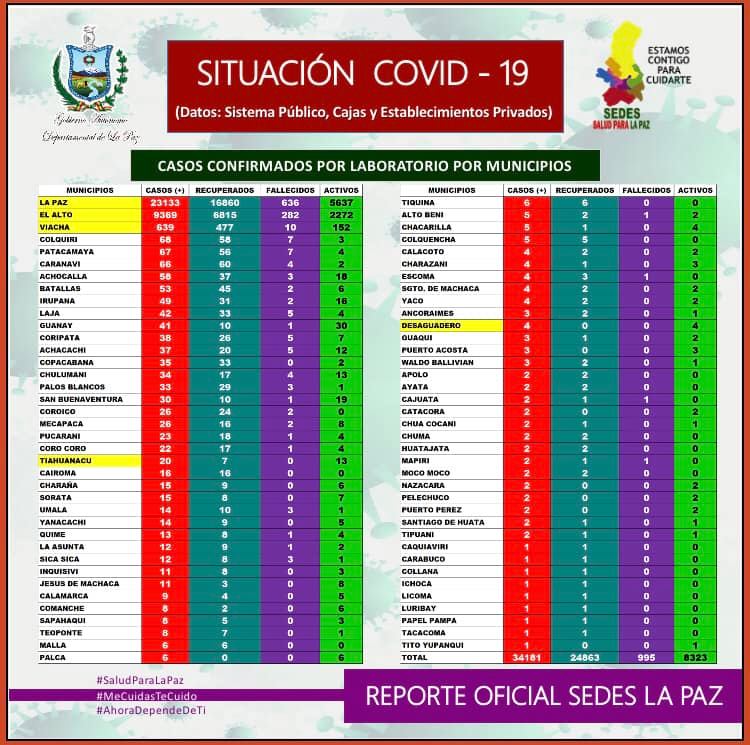 SITUACIÓN COVID - 19
(Datos: Sistema Público, Cajas y Establecimientos Privados)
Gobierno Autónomo
Departamental de La Paz
ESTAMOS
CONTIGO
PARA
CUIDARTE
SEDES
SALUD PARA LA PAZ
CASOS CONFIRMADOS POR LABORATORIO POR MUNICIPIOS
MUNICIPIOS CASOS (+) RECUPERADOS FALLECIDOS ACTIVOS
LA PAZ 23133 16860 636 5637
EL ALTO 9369 6815 282 2272
VIACHA 639 477 10 152
COLQUIRI 68 58 7 3
PATACAMAYA 67 56 7 4
CARANAVI 66 60 4 2
ACHOCALLA 58 37 3 18
BATALLAS 53 45 2 6
IRUPANA 49 31 2 16
LAJA 42 33 5 4
GUANAY 41 10 1 30
CORIPATA 38 26 5 7
ACHACACHI 37 20 5 12
COPACABANA 35 33 0 2
CHULUMANI 34 17 4 13
PALOS BLANCOS 33 29 3 1
SAN BUENAVENTURA 30 10 1 19
COROICO 26 24 2 0
MECAPACA 26 16 2 8
PUCARANI 23 18 1 4
CORO CORO 22 17 1 4
TIAHUANACU 20 7 0 13
CAIROMA 16 16 0 0
CHARAÑA 15 9 0 6
SORATA 15 8 0 7
UMALA 14 10 3 1
YANACACHI 14 9 0 5
QUIME 13 8 1 4
LA ASUNTA 12 9 1 2
SICA SICA 12 8 3 1
INQUISIVI 11 8 0 3
JESUS DE MACHACA 11 3 0 8
CALAMARCA 9 4 0 5
COMANCHE 8 2 0 6
SAPAHAQUI 8 5 0 3
TEOPONTE 8 7 0 1
MALLA 6 6 0 0
PALCA 6 0 0 6
MUNICIPIOS CASOS (+) RECUPERADOS FALLECIDOS ACTIVOS
TIQUINA 6 6 0 0
ALTO BENI 5 2 1 2
CHACARILLA 5 1 0 4
COLQUENCHA 5 5 0 0
CALACOTO 4 2 0 2
CHARAZANI 4 1 0 3
ESCOMA 4 3 1 0
SGTO. DE MACHACA 4 2 0 2
YACO 4 2 0 2
ANCORAIMES 3 2 0 1
DESAGUADERO 4 0 0 4
GUAQUI 3 1 0 2
PUERTO ACOSTA 3 0 0 3
WALDO BALLIVIAN 3 2 0 1
APOLO 2 2 0 0
AYATA 2 2 0 0
CAJUATA 2 1 1 0
CATACORA 2 0 0 2
CHUA COCANI 2 1 0 1
CHUMA 2 2 0 0
HUATAJATA 2 2 0 0
MAPIRI 2 1 1 0
MOCO MOCO 2 2 0 0
NAZACARA 2 0 0 2
PELECHUCO 2 0 0 2
PUERTO PEREZ 2 0 0 2
SANTIAGO DE HUATA 2 1 0 1
TIPUANI 2 1 0 1
CAQUIAVIRI 1 1 0 0
CARABUCO 1 1 0 0
COLLANA 1 1 0 0
ICHOCA 1 1 0 0
LICOMA 1 1 0 0
LURIBAY 1 1 0 0
PAPEL PAMPA 1 1 0 0
TACACOMA 1 1 0 0
TITO YUPANQUI 1 0 0 1
TOTAL 34181 24863 995 8323
#SaludParaLaPaz
#MeCuidasTeCuido
#AhoraDependeDeTi
REPORTE OFICIAL SEDES LA PAZ